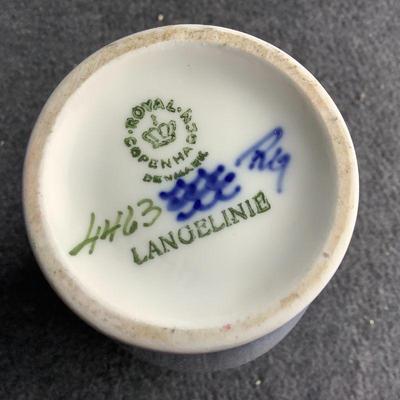 ROYAL COPENHAGEN
DENMARK
4463
LANGELINIE